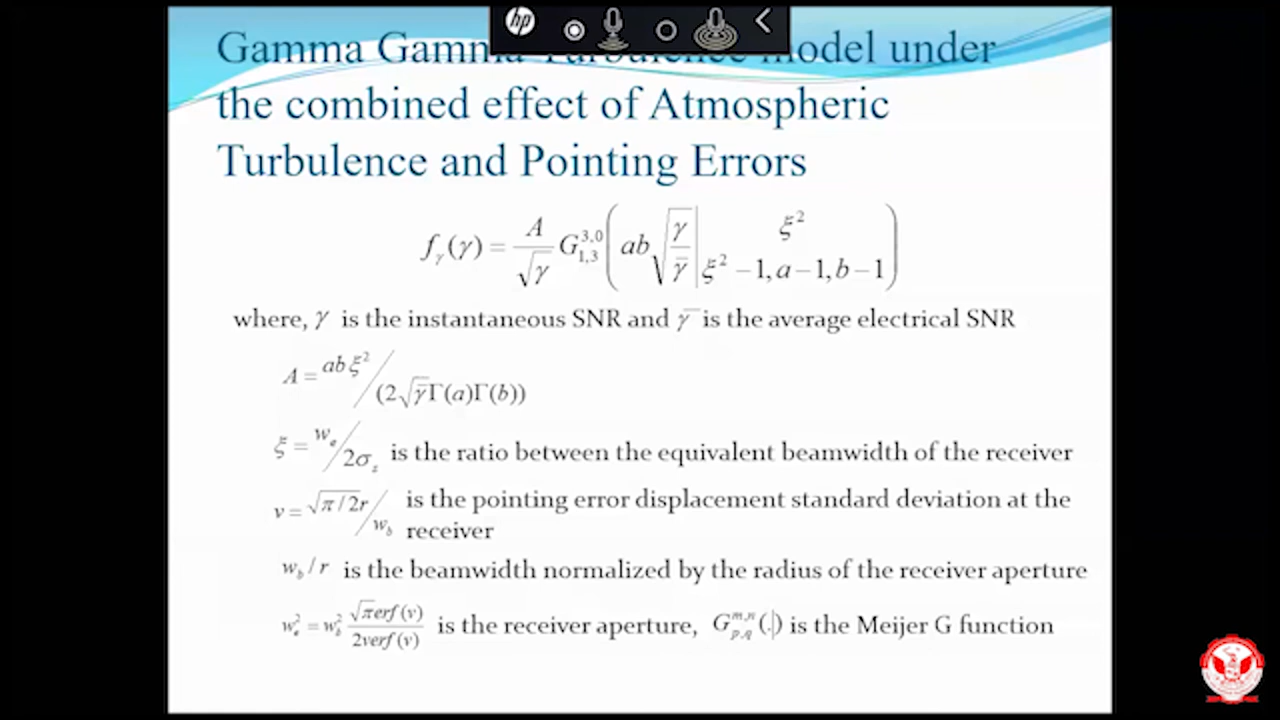 hp
Gamma Gamma Turbulence model under
the combined effect of Atmospheric
Turbulence and Pointing Errors
f_γ(γ) = A/√γ G^{3,0}_{1,3} ( ab √(γ/γ̄) | ξ² ; ξ² − 1, a − 1, b − 1 )
where, γ is the instantaneous SNR and γ̄ is the average electrical SNR
A = abξ² / (2√γ̄ Γ(a)Γ(b))
ξ = w_e / 2σ_s is the ratio between the equivalent beamwidth of the receiver
v = √(π/2) r / w_b is the pointing error displacement standard deviation at the
receiver
w_b / r is the beamwidth normalized by the radius of the receiver aperture
w_e² = w_b² √π erf(v) / 2verf(v) is the receiver aperture, G^{m,n}_{p,q}(.|) is the Meijer G function